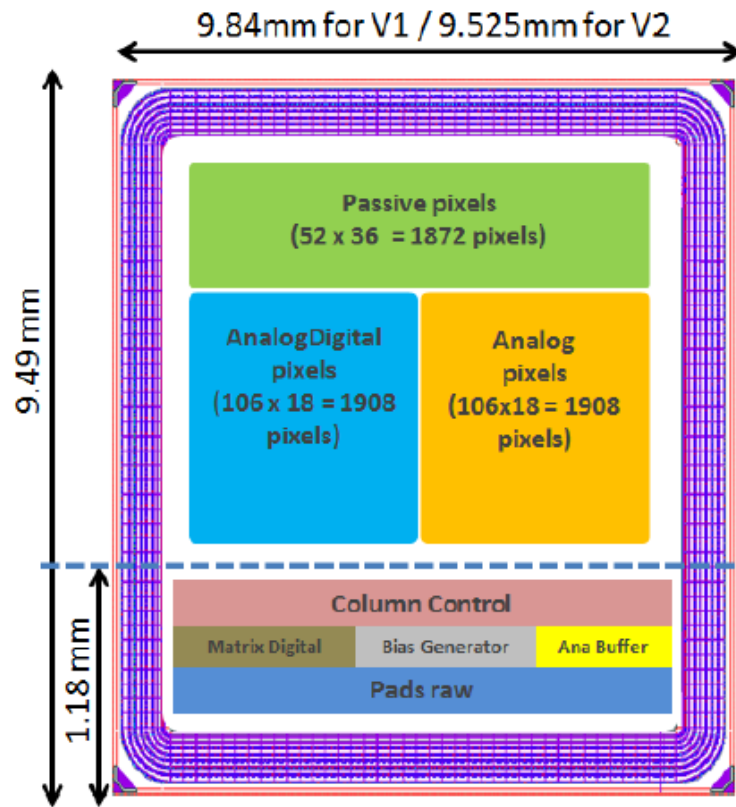 9.84mm for V1 / 9.525mm for V2
9.49 mm
Passive pixels
(52 x 36 = 1872 pixels)
AnalogDigital
pixels
(106 x 18 = 1908
pixels)
Analog
pixels
(106x18 = 1908
pixels)
1.18 mm
Column Control
Matrix Digital
Bias Generator
Ana Buffer
Pads raw